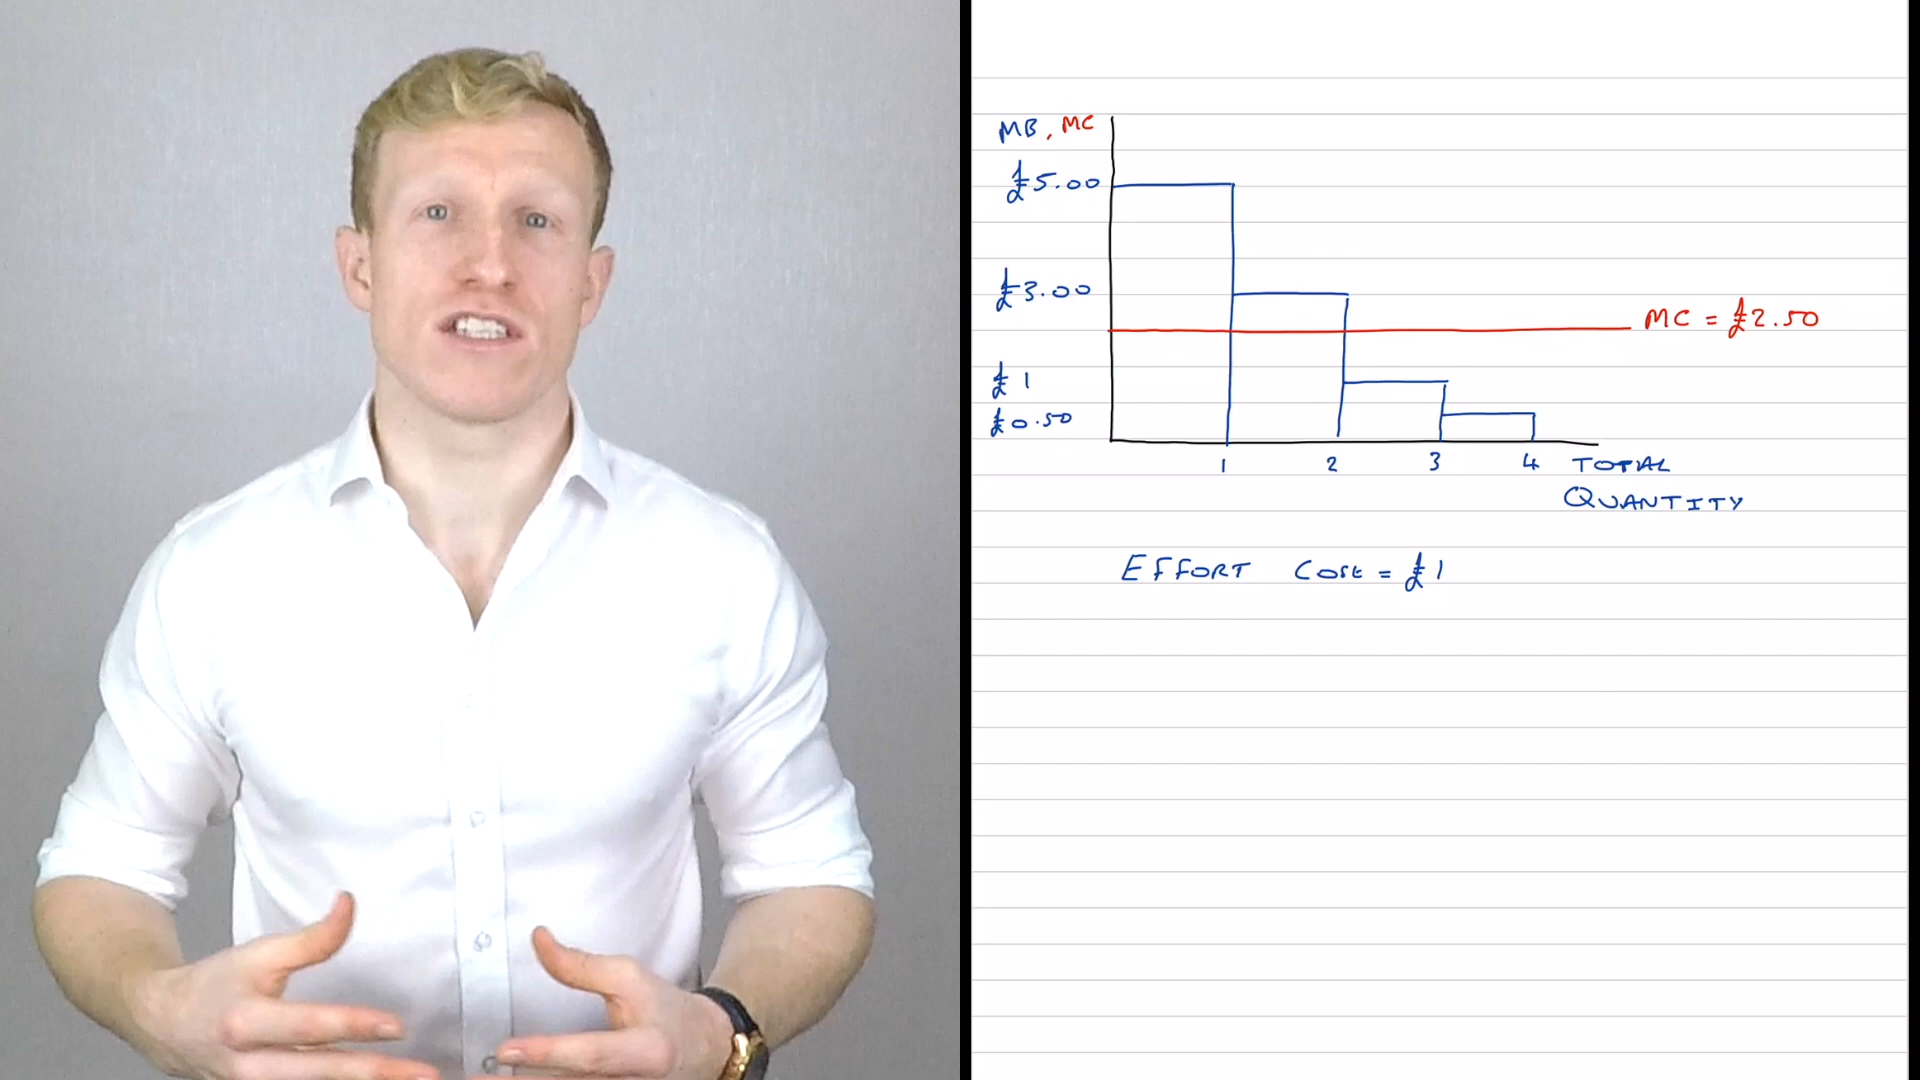 MB, MC
£5.00
£3.00
MC = £2.50
£1
£0.50
1 2 3 4 TOTAL
QUANTITY
EFFORT COST = £1